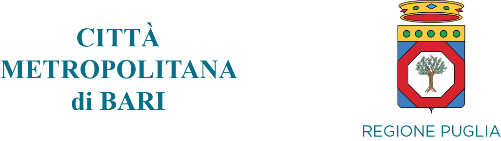 CITTÀ
METROPOLITANA
di BARI
REGIONE PUGLIA